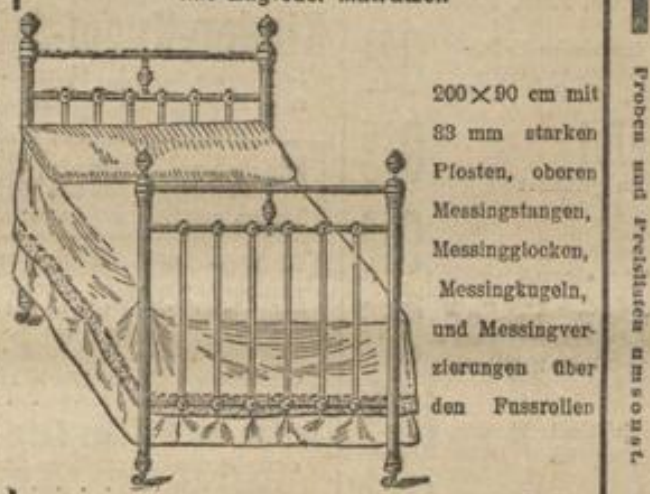 200×90 cm mit
33 mm starken
Pfosten, oberen
Messingstangen,
Messingglocken,
Messingkugeln,
und Messingver-
zierungen über
den Fussrollen
Proben und Preislisten umsonst.